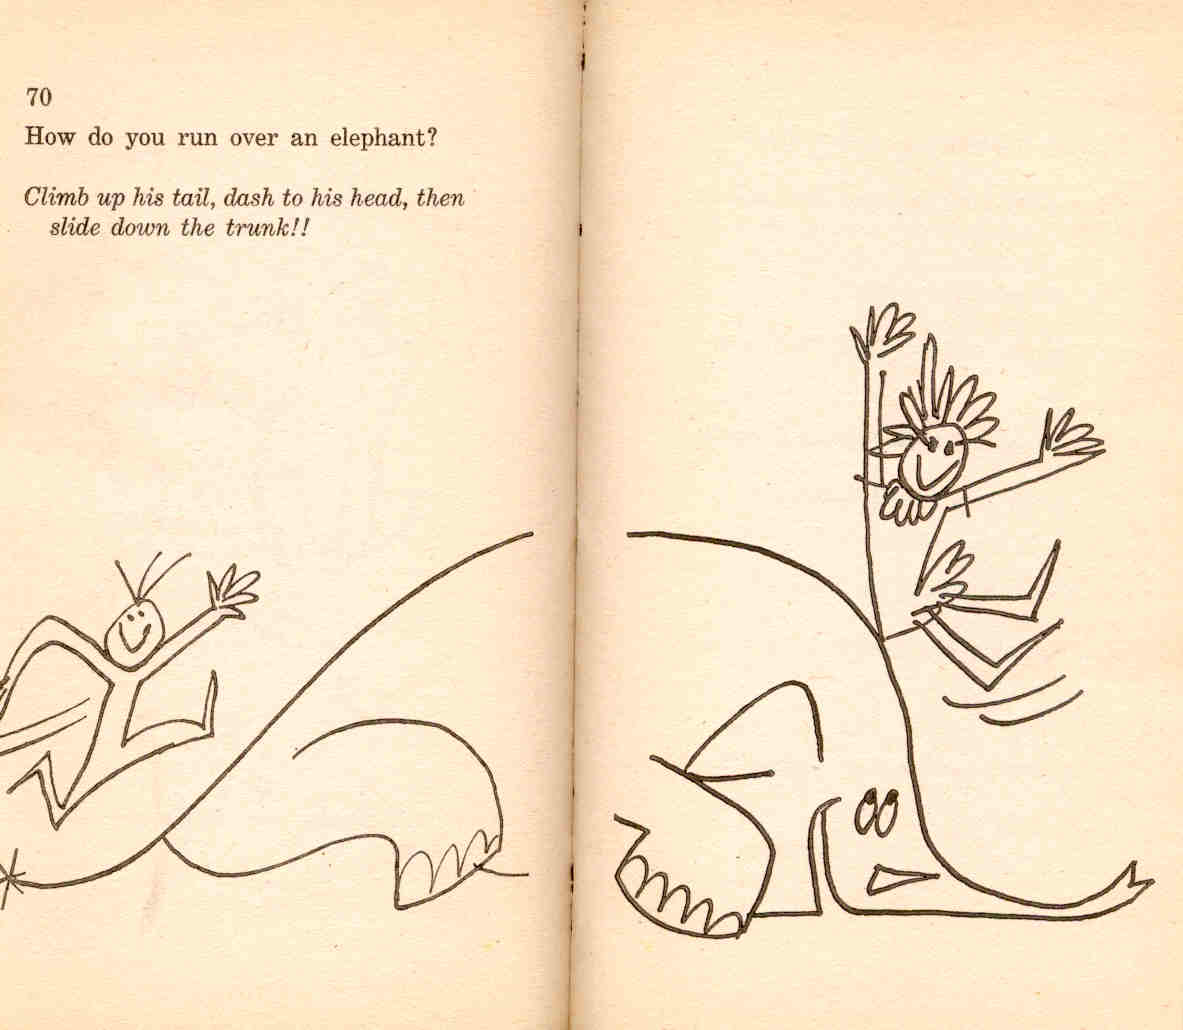 70
How do you run over an elephant?
Climb up his tail, dash to his head, then
slide down the trunk!!